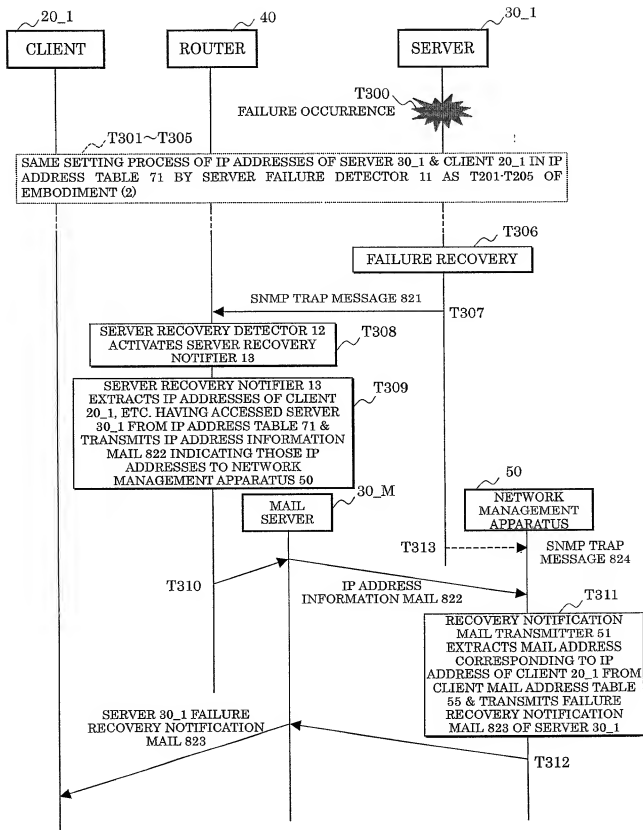 20_1
40
30_1
CLIENT
ROUTER
SERVER
T300
FAILURE OCCURRENCE
T301~T305
SAME SETTING PROCESS OF IP ADDRESSES OF SERVER 30_1 & CLIENT 20_1 IN IP
ADDRESS TABLE 71 BY SERVER FAILURE DETECTOR 11 AS T201-T205 OF
EMBODIMENT (2)
T306
FAILURE RECOVERY
SNMP TRAP MESSAGE 821
T307
SERVER RECOVERY DETECTOR 12
ACTIVATES SERVER RECOVERY
NOTIFIER 13
T308
SERVER RECOVERY NOTIFIER 13
EXTRACTS IP ADDRESSES OF CLIENT
20_1, ETC. HAVING ACCESSED SERVER
30_1 FROM IP ADDRESS TABLE 71 &
TRANSMITS IP ADDRESS INFORMATION
MAIL 822 INDICATING THOSE IP
ADDRESSES TO NETWORK
MANAGEMENT APPARATUS 50
T309
30_M
MAIL
SERVER
50
NETWORK
MANAGEMENT
APPARATUS
T313
SNMP TRAP
MESSAGE 824
T310
IP ADDRESS
INFORMATION MAIL 822
T311
RECOVERY NOTIFICATION
MAIL TRANSMITTER 51
EXTRACTS MAIL ADDRESS
CORRESPONDING TO IP
ADDRESS OF CLIENT 20_1 FROM
CLIENT MAIL ADDRESS TABLE
55 & TRANSMITS FAILURE
RECOVERY NOTIFICATION
MAIL 823 OF SERVER 30_1
SERVER 30_1 FAILURE
RECOVERY NOTIFICATION
MAIL 823
T312